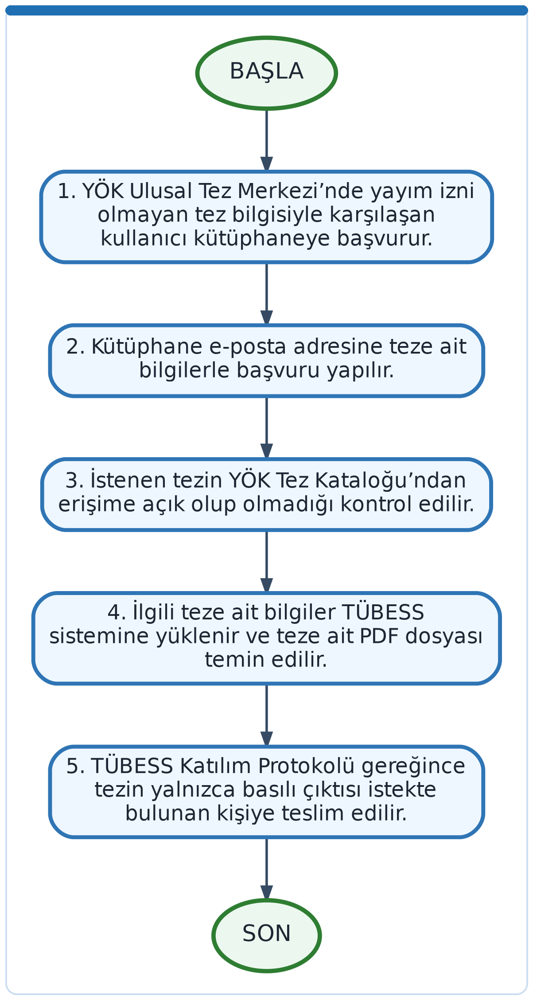 BAŞLA
1. YÖK Ulusal Tez Merkezi’nde yayım izni
olmayan tez bilgisiyle karşılaşan
kullanıcı kütüphaneye başvurur.
2. Kütüphane e-posta adresine teze ait
bilgilerle başvuru yapılır.
3. İstenen tezin YÖK Tez Kataloğu’ndan
erişime açık olup olmadığı kontrol edilir.
4. İlgili teze ait bilgiler TÜBESS
sistemine yüklenir ve teze ait PDF dosyası
temin edilir.
5. TÜBESS Katılım Protokolü gereğince
tezin yalnızca basılı çıktısı istekte
bulunan kişiye teslim edilir.
SON